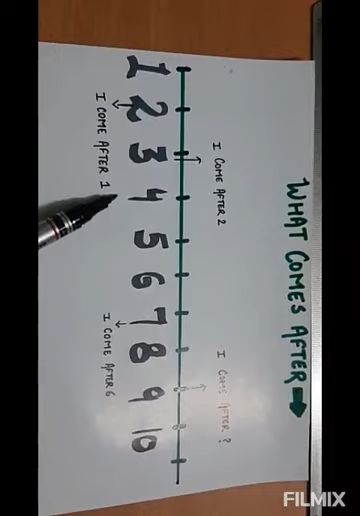 WHAT COMES AFTER →
I COME AFTER 2
I COME AFTER ?
1 2 3 4 5 6 7 8 9 10
I COME AFTER 1
I COME AFTER 6
FILMIX